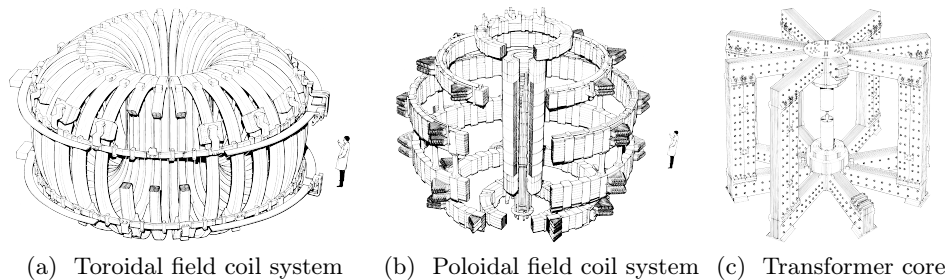 (a) Toroidal field coil system
(b) Poloidal field coil system
(c) Transformer core